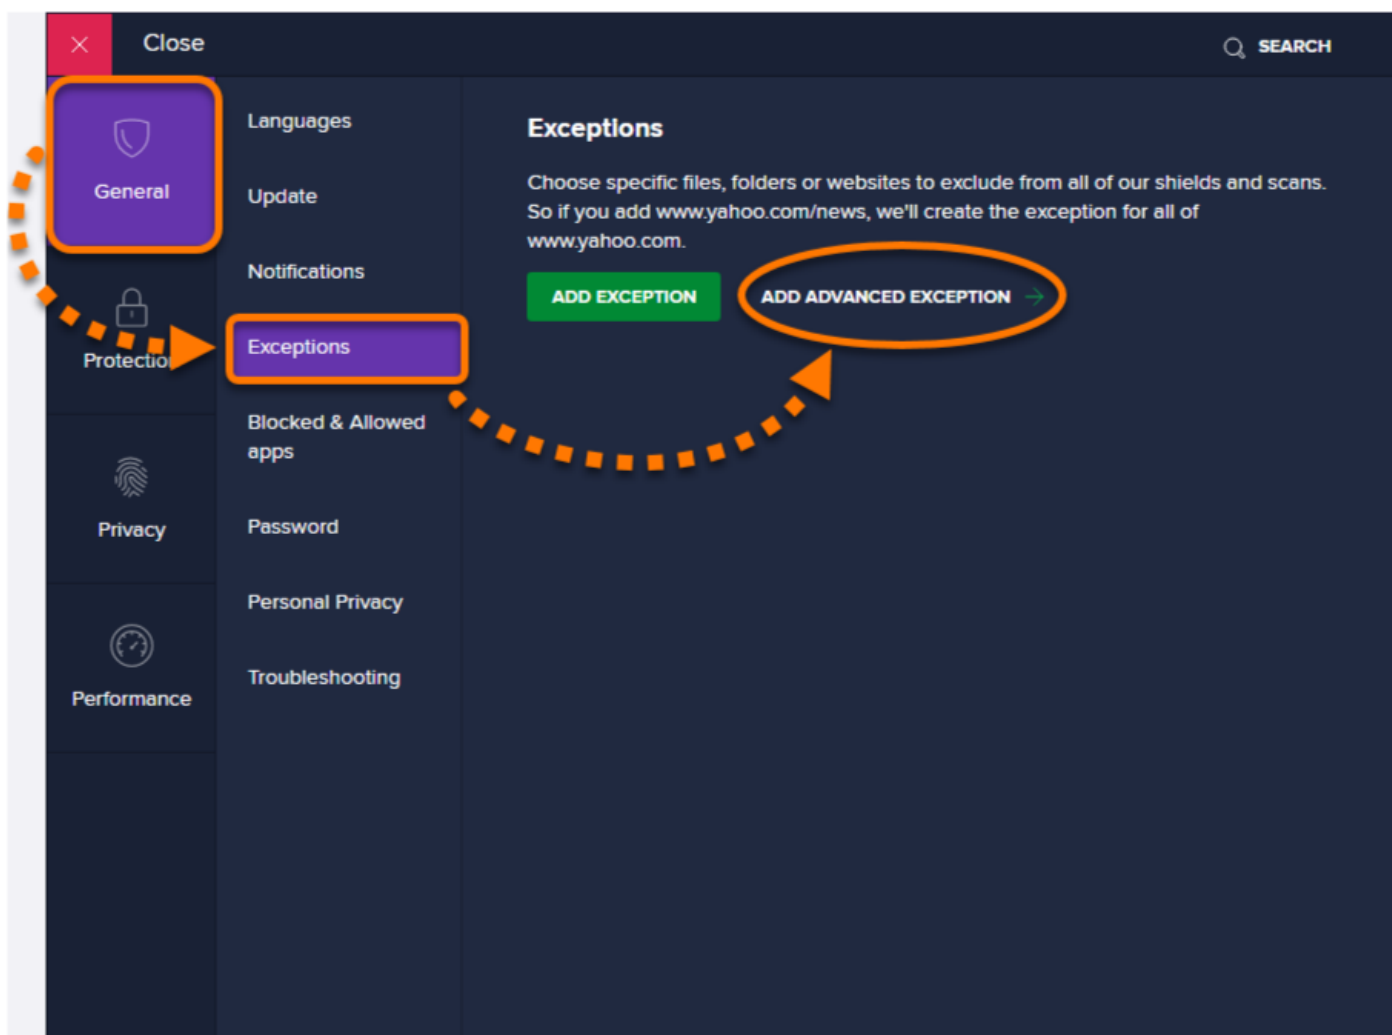 Close
SEARCH
General
Protection
Privacy
Performance
Languages
Update
Notifications
Exceptions
Blocked & Allowed
apps
Password
Personal Privacy
Troubleshooting
Exceptions
Choose specific files, folders or websites to exclude from all of our shields and scans.
So if you add www.yahoo.com/news, we'll create the exception for all of
www.yahoo.com.
ADD EXCEPTION
ADD ADVANCED EXCEPTION